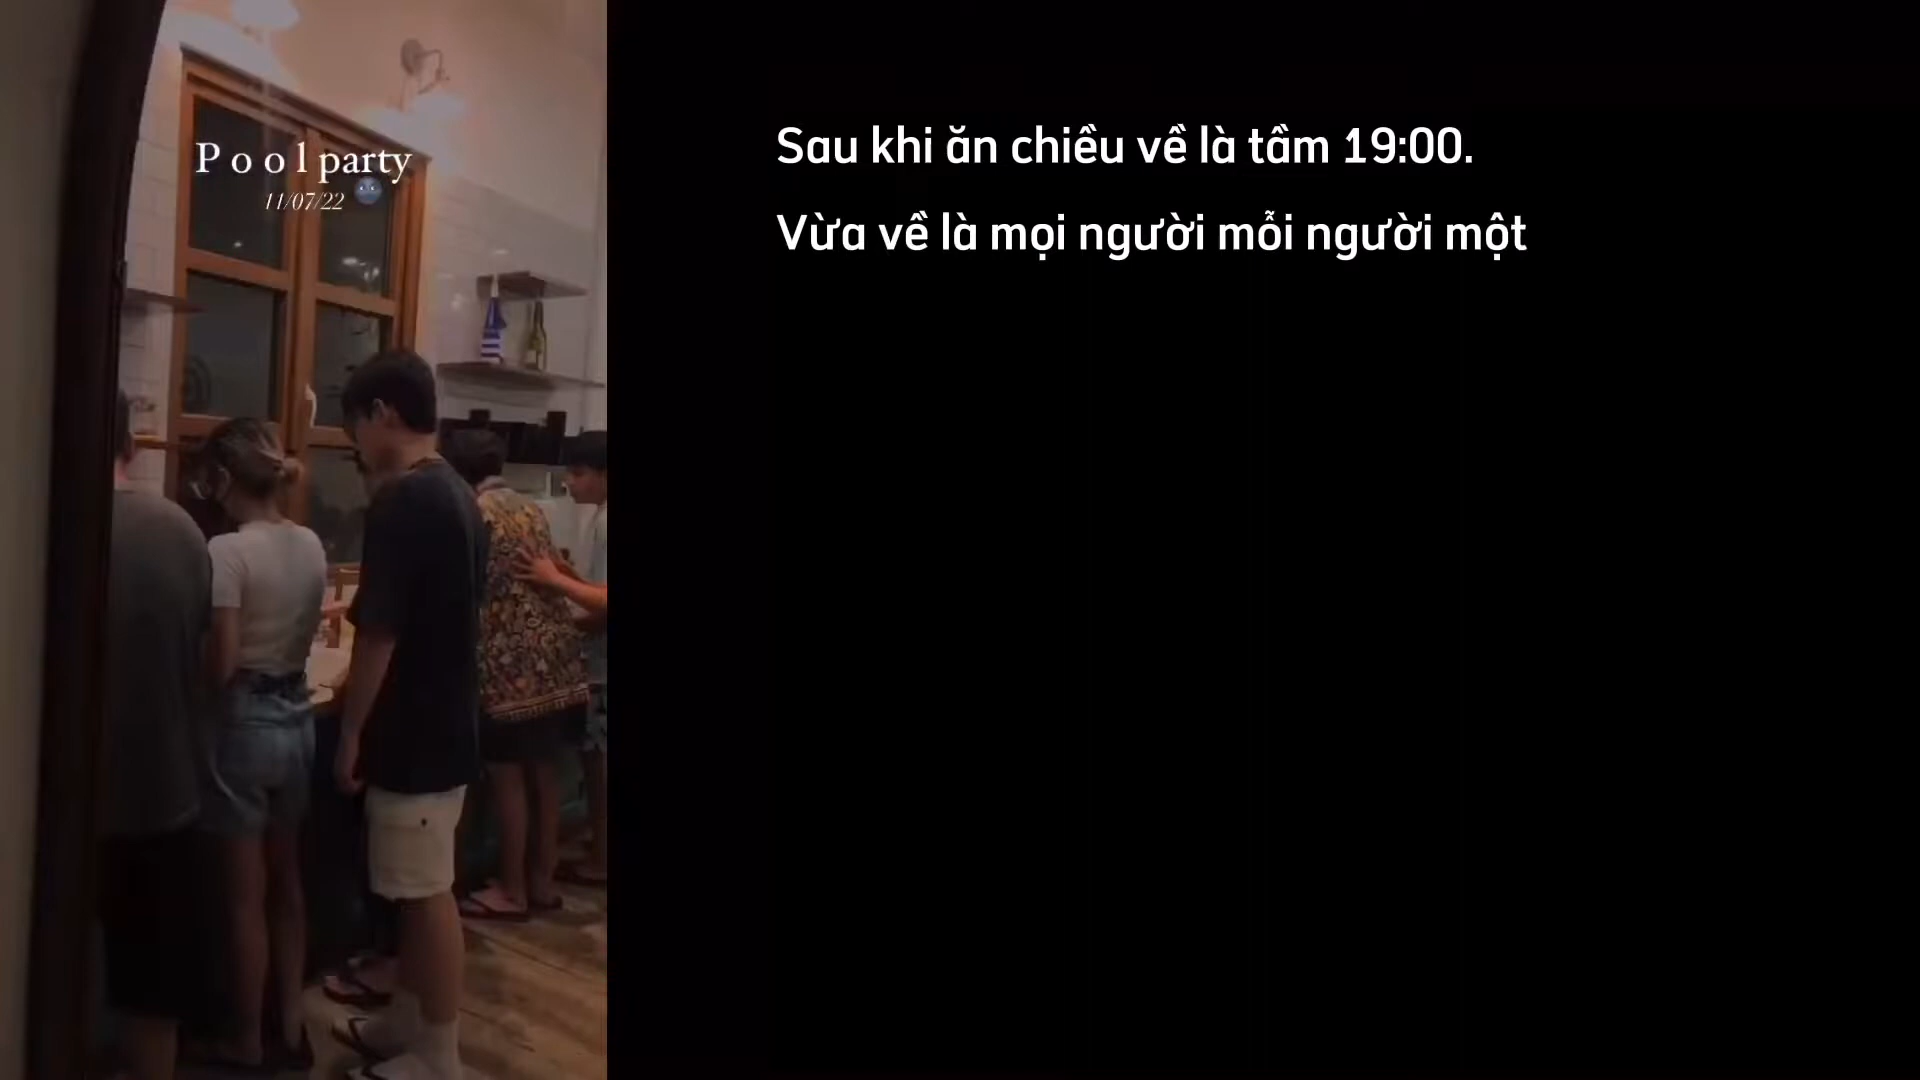 P o o l party
11/07/22
Sau khi ăn chiều về là tầm 19:00.
Vừa về là mọi người mỗi người một